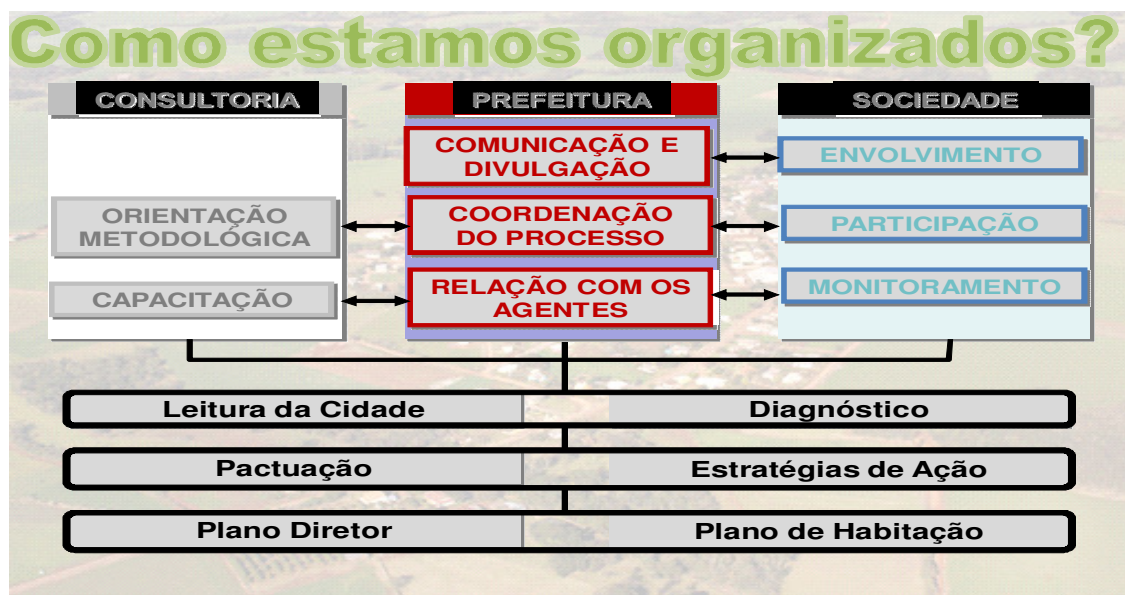 Como estamos organizados?
CONSULTORIA
PREFEITURA
SOCIEDADE
COMUNICAÇÃO E
DIVULGAÇÃO
ENVOLVIMENTO
ORIENTAÇÃO
METODOLÓGICA
COORDENAÇÃO
DO PROCESSO
PARTICIPAÇÃO
CAPACITAÇÃO
RELAÇÃO COM OS
AGENTES
MONITORAMENTO
Leitura da Cidade
Diagnóstico
Pactuação
Estratégias de Ação
Plano Diretor
Plano de Habitação